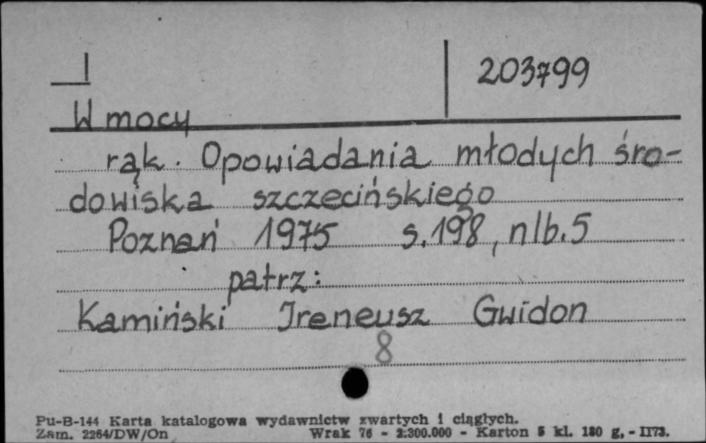 203799
W mocy
rąk. Opowiadania młodych śro-
dowiska szczecińskiego
Poznań 1975 s.198, nlb.5
patrz:
Kamiński Ireneusz Gwidon
8
Pu-B-144 Karta katalogowa wydawnictw zwartych i ciągłych.
Zam. 2264/DW/On Wrak 76 - 2.300.000 - Karton 5 kl. 180 g, - II73.